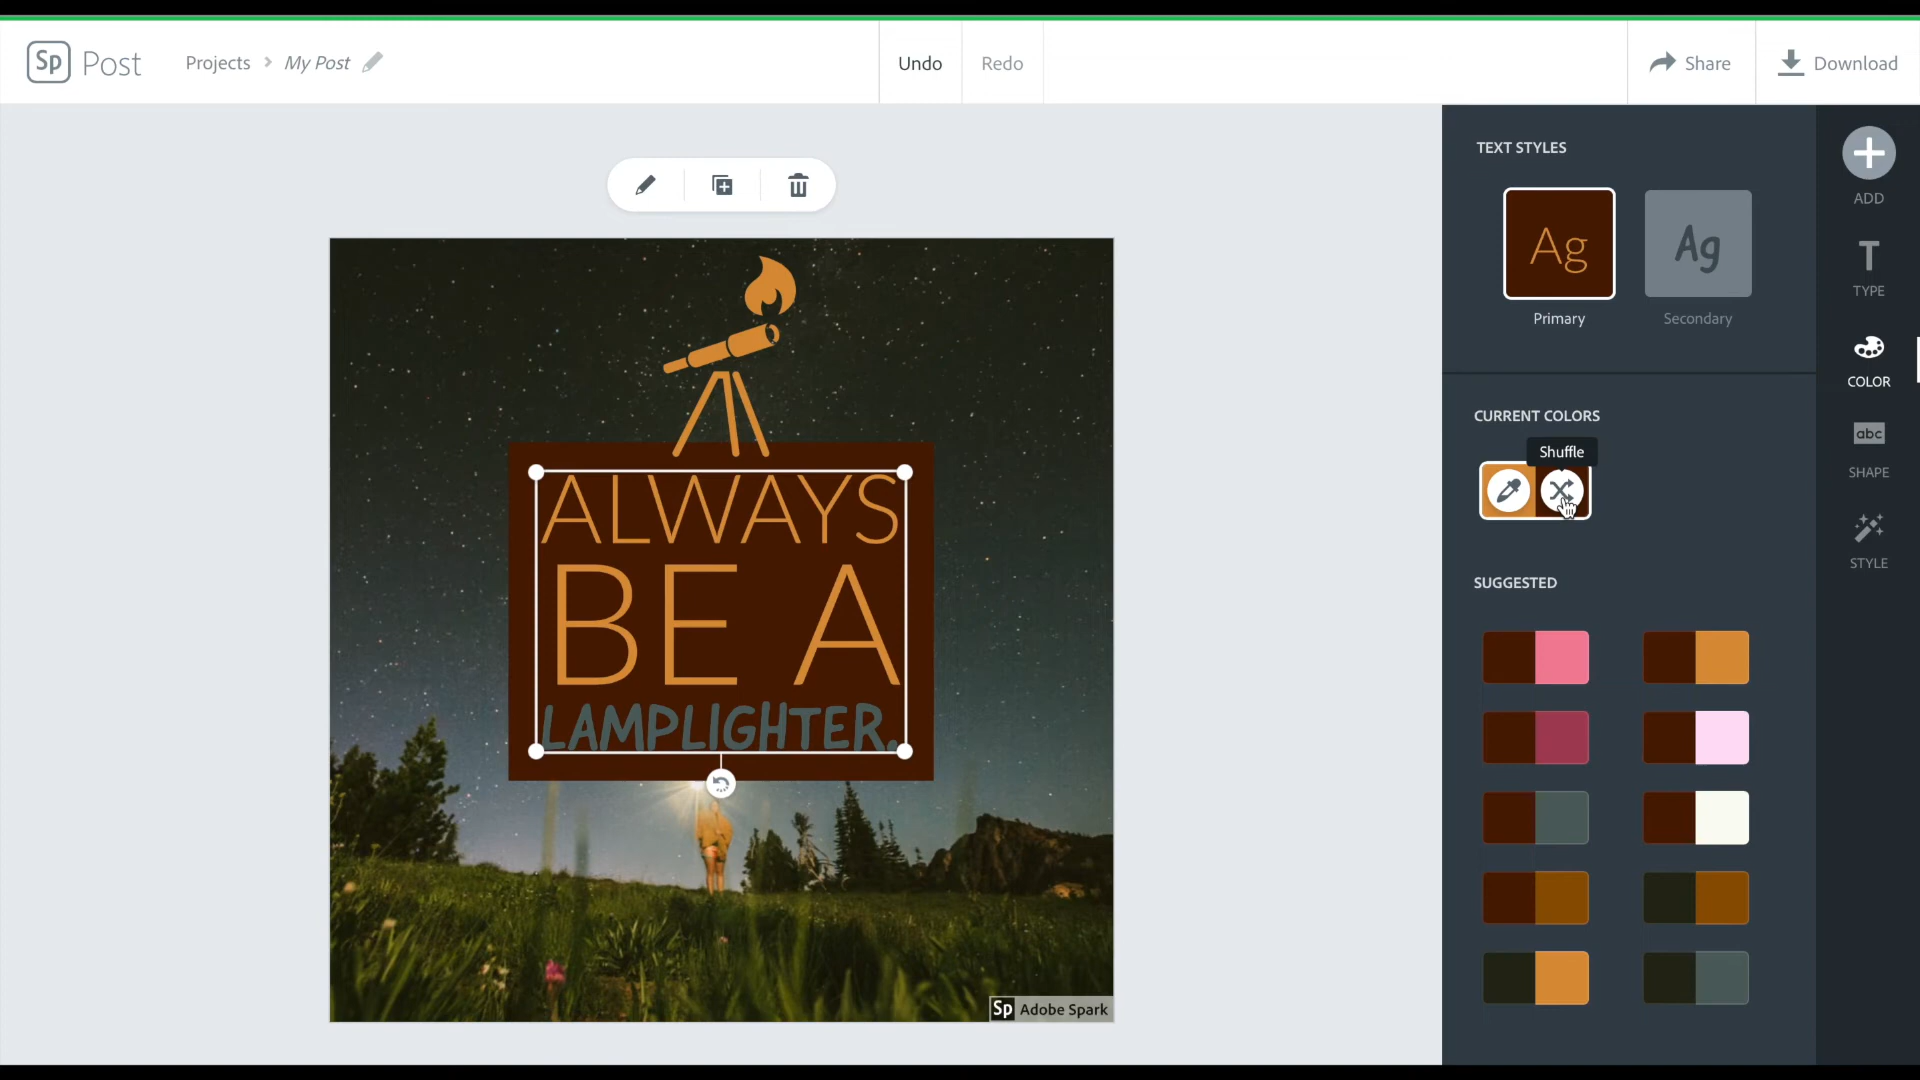 Sp Post Projects > My Post Undo Redo Share Download
TEXT STYLES
Ag Ag
Primary Secondary
CURRENT COLORS
Shuffle
SUGGESTED
ADD
T
TYPE
COLOR
abc
SHAPE
STYLE
ALWAYS
BE A
LAMPLIGHTER.
Sp Adobe Spark